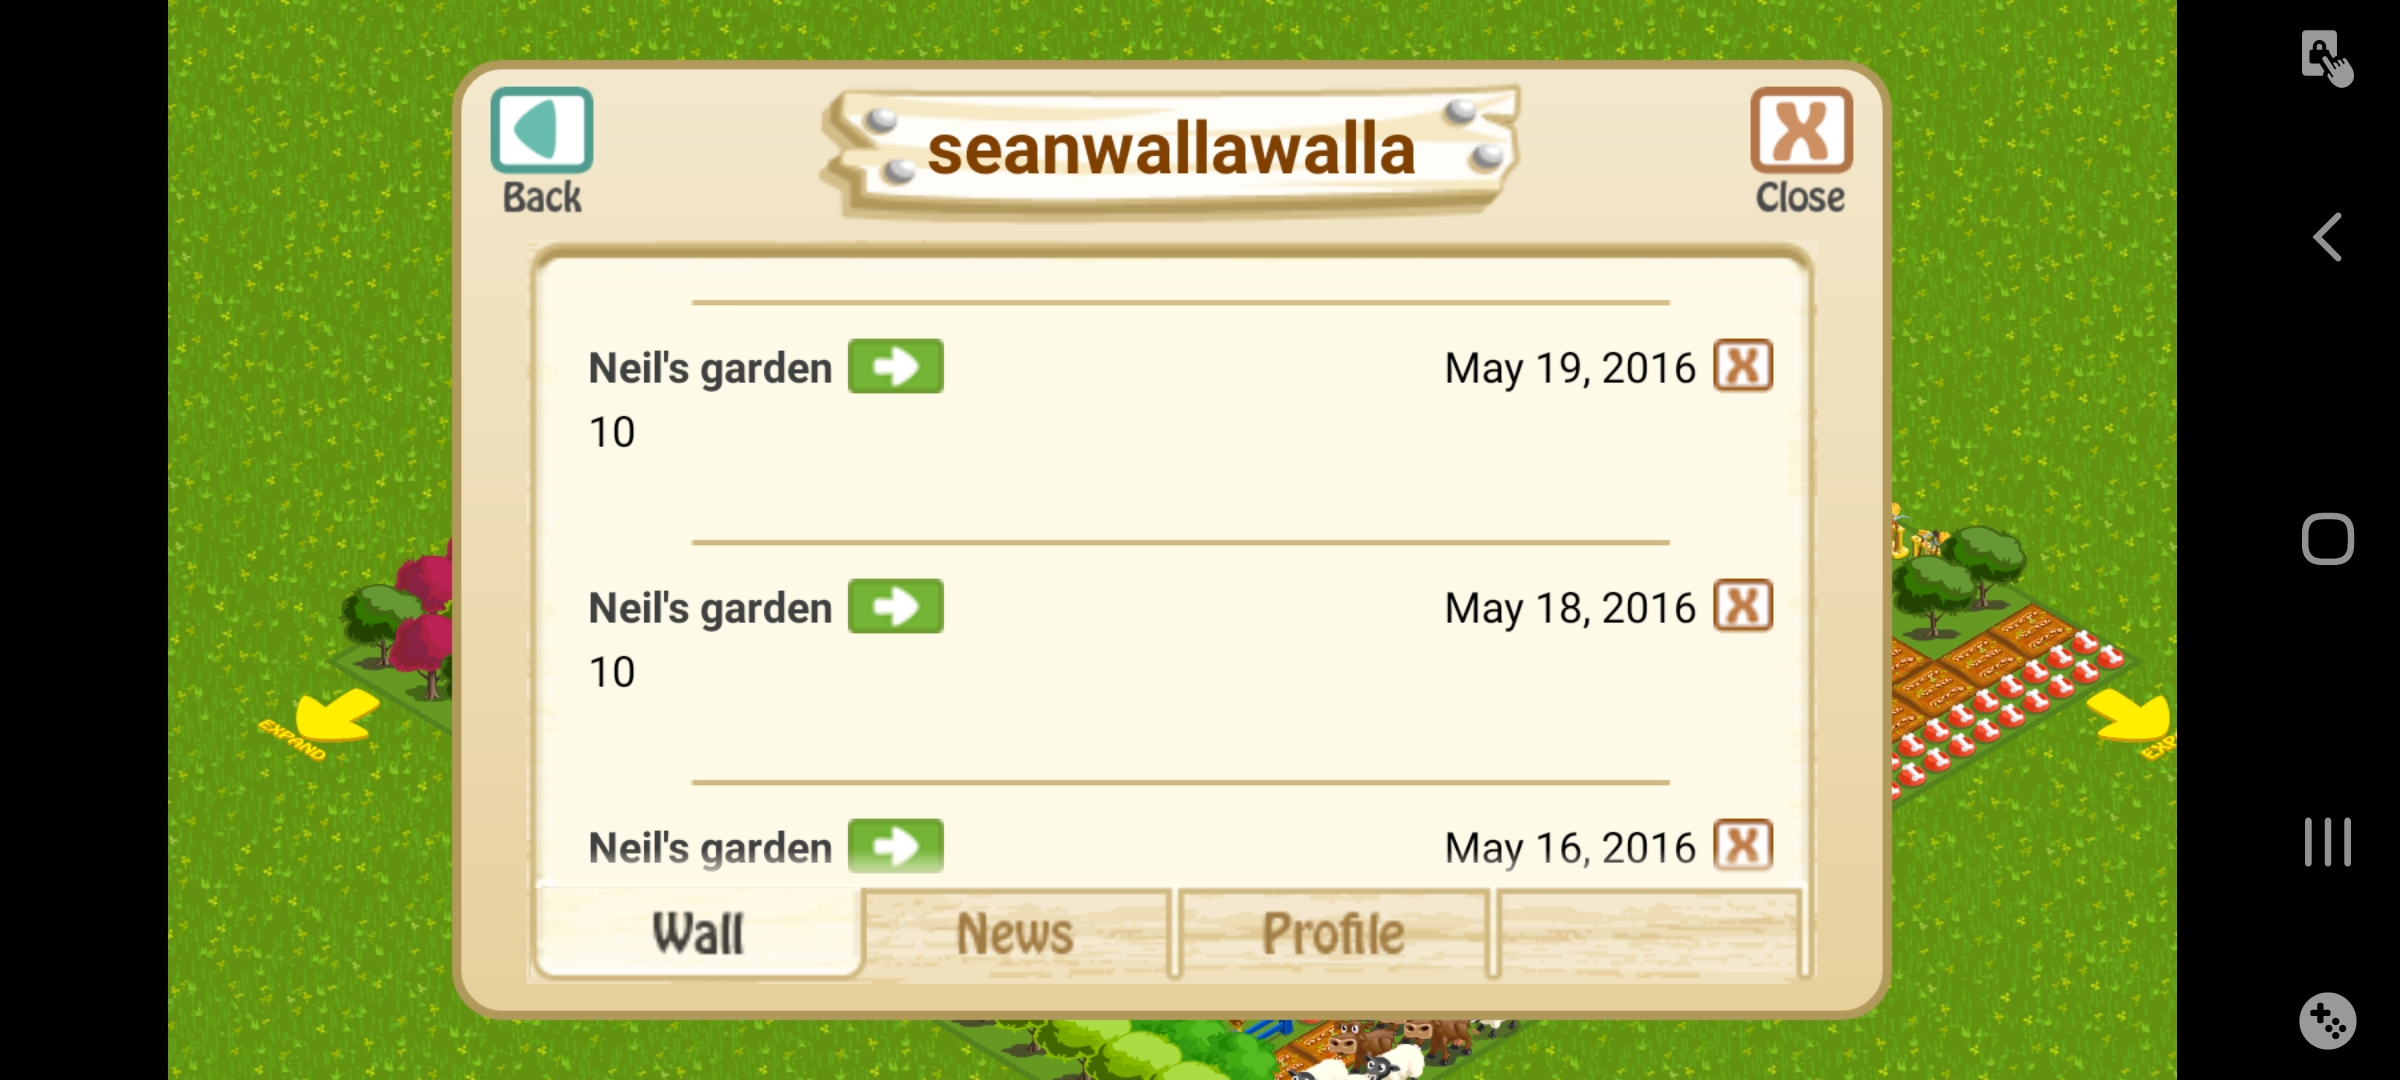 Back
seanwallawalla
Close
Neil's garden
May 19, 2016
10
Neil's garden
May 18, 2016
10
Neil's garden
May 16, 2016
Wall
News
Profile
EXPAND
EXP